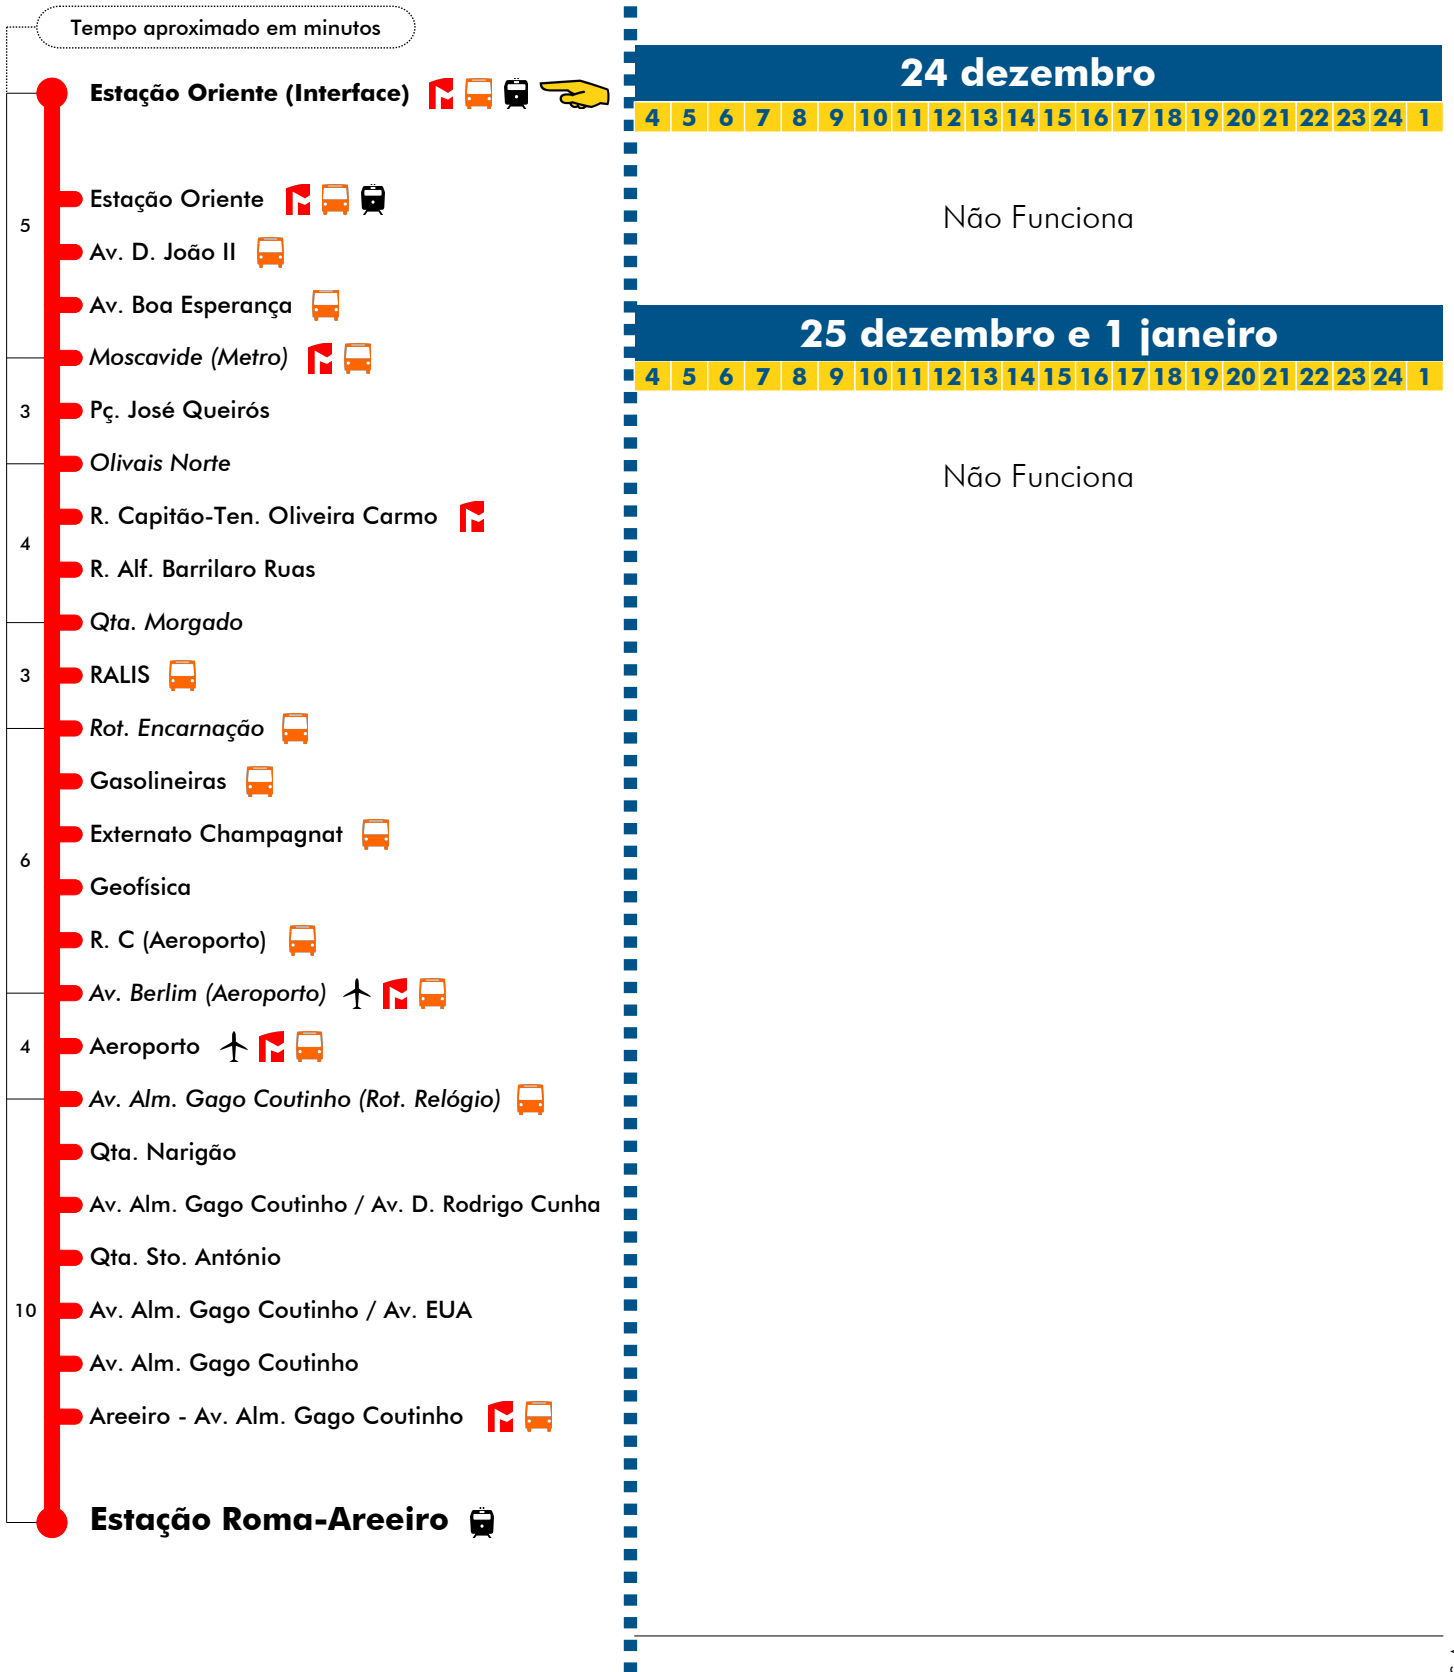 Tempo aproximado em minutos
Estação Oriente (Interface)
5
Estação Oriente
Av. D. João II
Av. Boa Esperança
Moscavide (Metro)
3
Pç. José Queirós
Olivais Norte
4
R. Capitão-Ten. Oliveira Carmo
R. Alf. Barrilaro Ruas
Qta. Morgado
3
RALIS
Rot. Encarnação
6
Gasolineiras
Externato Champagnat
Geofísica
R. C (Aeroporto)
Av. Berlim (Aeroporto)
4
Aeroporto
Av. Alm. Gago Coutinho (Rot. Relógio)
10
Qta. Narigão
Av. Alm. Gago Coutinho / Av. D. Rodrigo Cunha
Qta. Sto. António
Av. Alm. Gago Coutinho / Av. EUA
Av. Alm. Gago Coutinho
Areeiro - Av. Alm. Gago Coutinho
Estação Roma-Areeiro
24 dezembro
4 5 6 7 8 9 10 11 12 13 14 15 16 17 18 19 20 21 22 23 24 1
Não Funciona
25 dezembro e 1 janeiro
4 5 6 7 8 9 10 11 12 13 14 15 16 17 18 19 20 21 22 23 24 1
Não Funciona